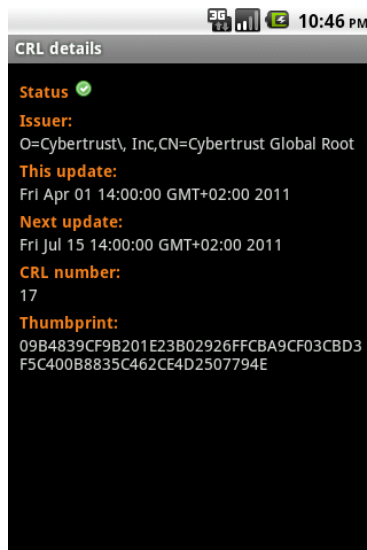 3G 10:46 PM
CRL details
Status
Issuer:
O=Cybertrust\, Inc,CN=Cybertrust Global Root
This update:
Fri Apr 01 14:00:00 GMT+02:00 2011
Next update:
Fri Jul 15 14:00:00 GMT+02:00 2011
CRL number:
17
Thumbprint:
09B4839CF9B201E23B02926FFCBA9CF03CBD3
F5C400B8835C462CE4D2507794E